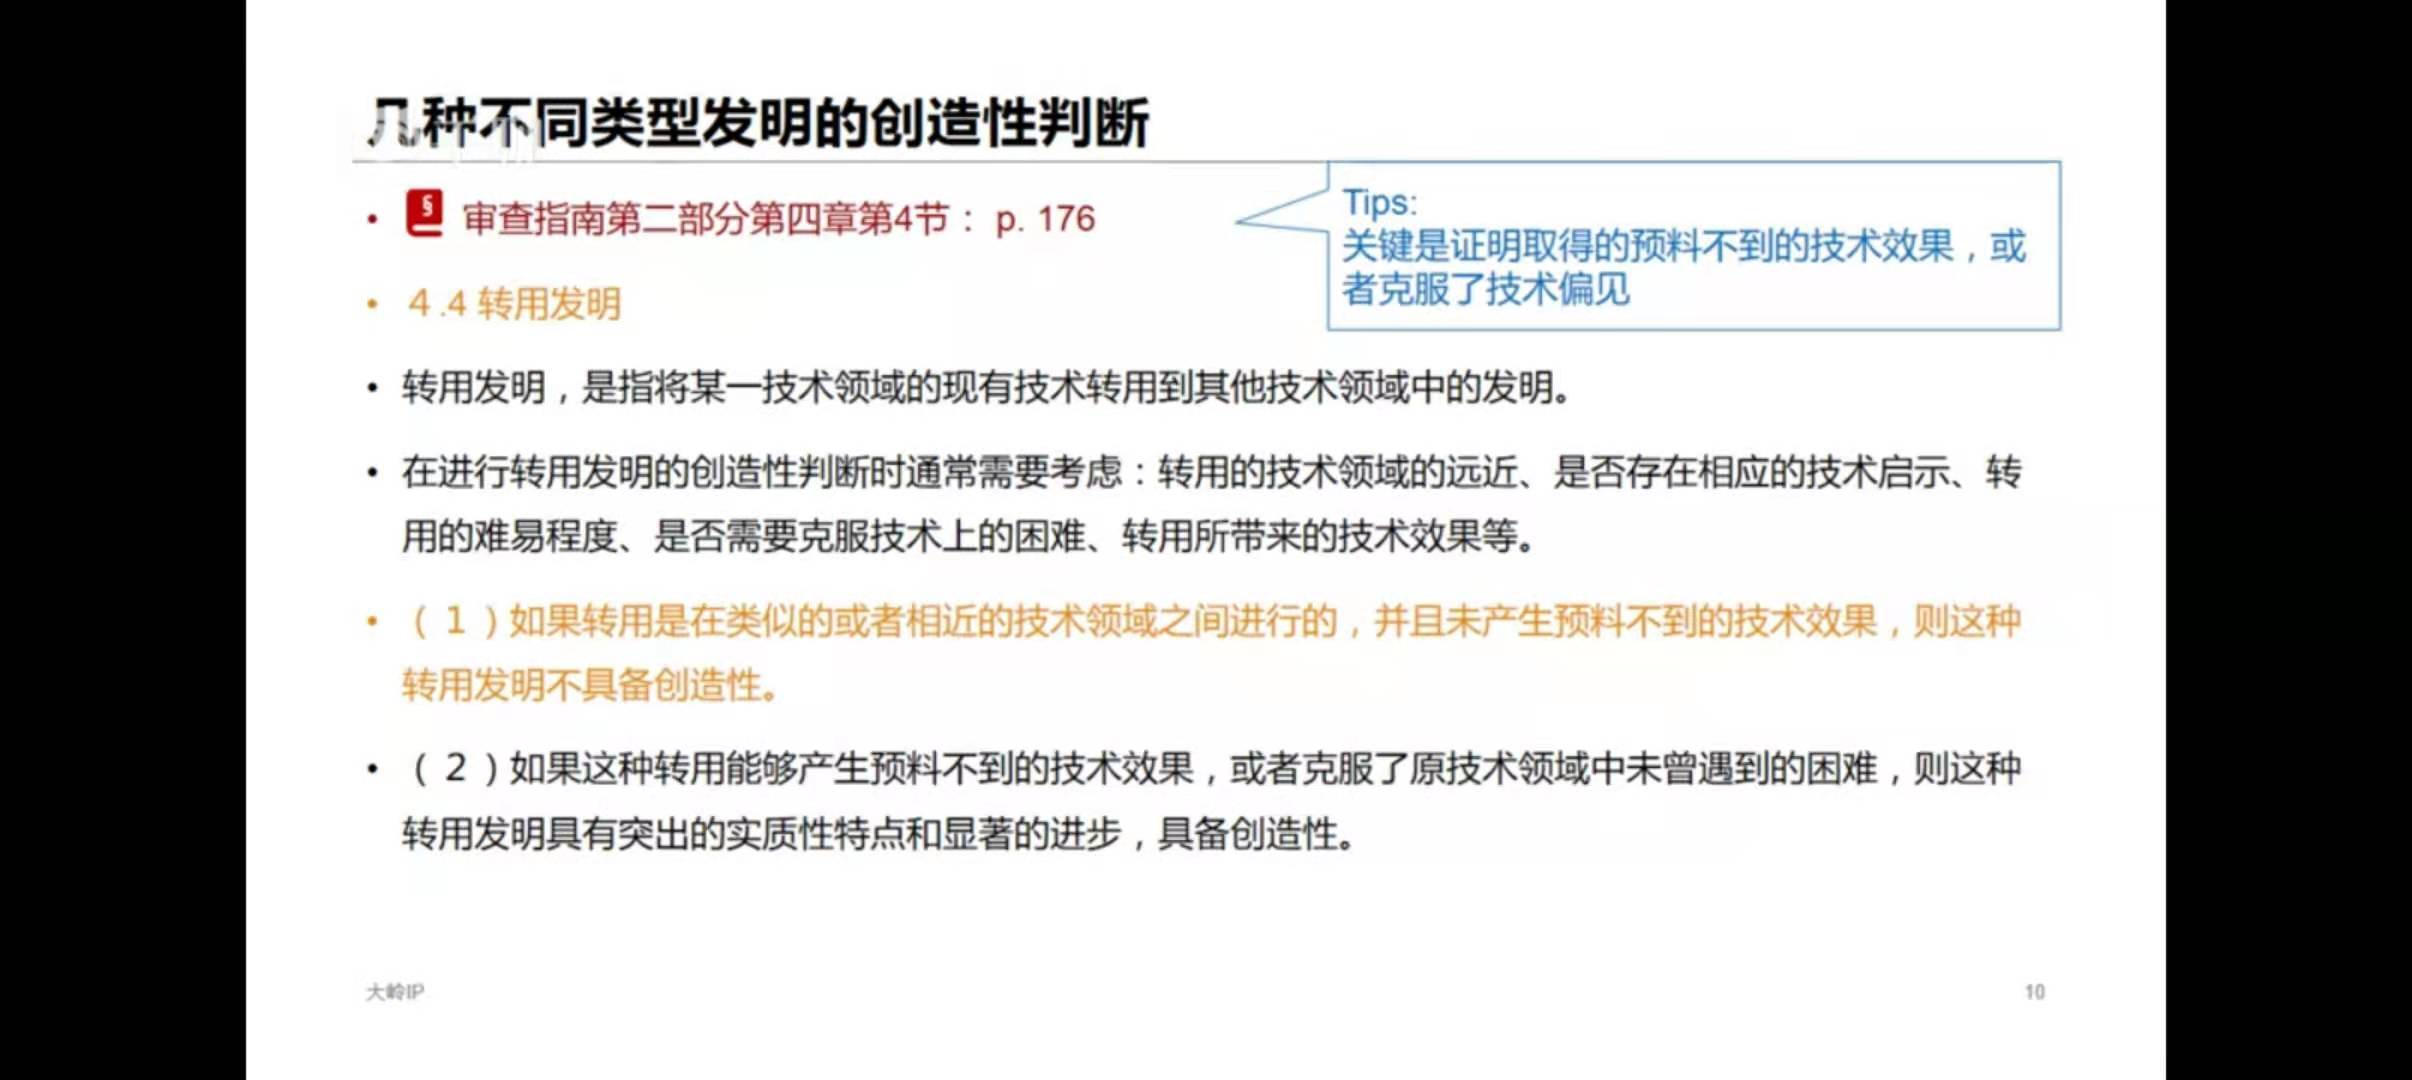 几种不同类型发明的创造性判断
• § 审查指南第二部分第四章第4节： p. 176
Tips:
关键是证明取得的预料不到的技术效果，或
者克服了技术偏见
• 4.4 转用发明
• 转用发明，是指将某一技术领域的现有技术转用到其他技术领域中的发明。
• 在进行转用发明的创造性判断时通常需要考虑：转用的技术领域的远近、是否存在相应的技术启示、转
用的难易程度、是否需要克服技术上的困难、转用所带来的技术效果等。
• （1）如果转用是在类似的或者相近的技术领域之间进行的，并且未产生预料不到的技术效果，则这种
转用发明不具备创造性。
• （2）如果这种转用能够产生预料不到的技术效果，或者克服了原技术领域中未曾遇到的困难，则这种
转用发明具有突出的实质性特点和显著的进步，具备创造性。
大岭IP
10